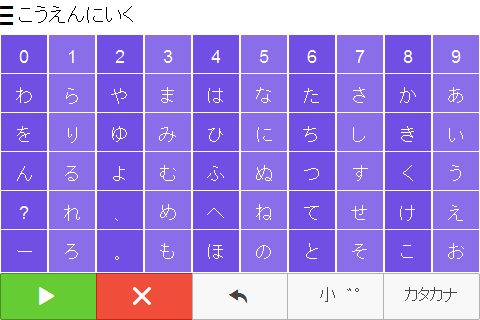 こうえんにいく
0 1 2 3 4 5 6 7 8 9
わ ら や ま は な た さ か あ
を り ゆ み ひ に ち し き い
ん る よ む ふ ぬ つ す く う
? れ 、 め へ ね て せ け え
ー ろ 。 も ほ の と そ こ お
小 ゛゜ カタカナ